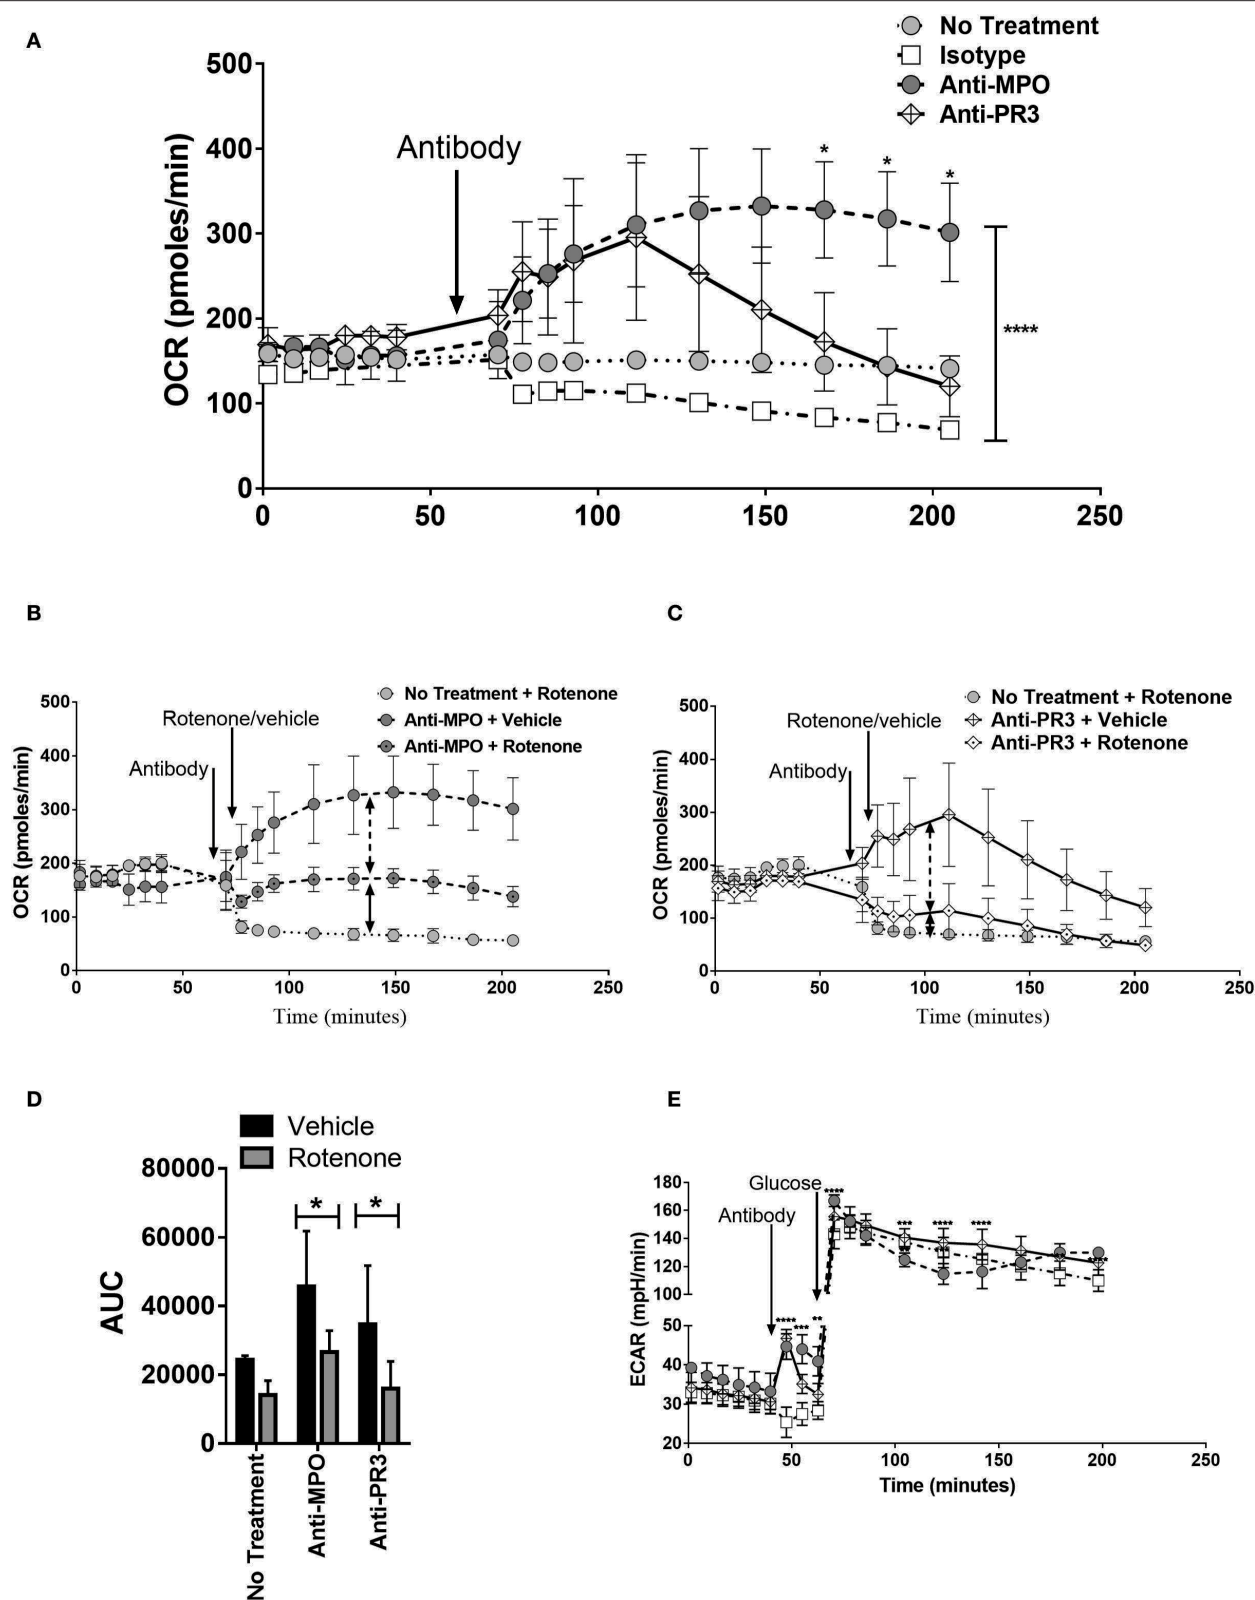 A
No Treatment
Isotype
Anti-MPO
Anti-PR3
500
400
300
200
100
0
OCR (pmoles/min)
Antibody
*
*
*
****
0 50 100 150 200 250
B
No Treatment + Rotenone
Anti-MPO + Vehicle
Anti-MPO + Rotenone
Rotenone/vehicle
Antibody
500
400
300
200
100
0
OCR (pmoles/min)
0 50 100 150 200 250
Time (minutes)
C
No Treatment + Rotenone
Anti-PR3 + Vehicle
Anti-PR3 + Rotenone
Rotenone/vehicle
Antibody
500
400
300
200
100
0
OCR (pmoles/min)
0 50 100 150 200 250
Time (minutes)
D
Vehicle
Rotenone
80000
60000
40000
20000
0
AUC
*
*
No Treatment
Anti-MPO
Anti-PR3
E
Glucose
Antibody
180
160
140
120
100
50
40
30
20
ECAR (mpH/min)
****
***
**
****
***
****
****
***
****
0 50 100 150 200 250
Time (minutes)